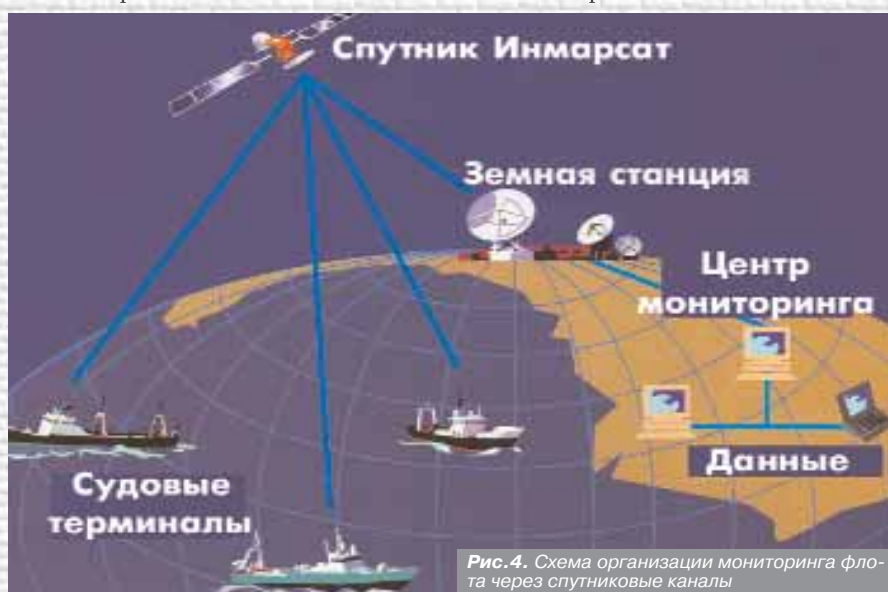 Спутник Инмарсат
Земная станция
Центр
мониторинга
Данные
Судовые
терминалы
Рис.4. Схема организации мониторинга фло-
та через спутниковые каналы